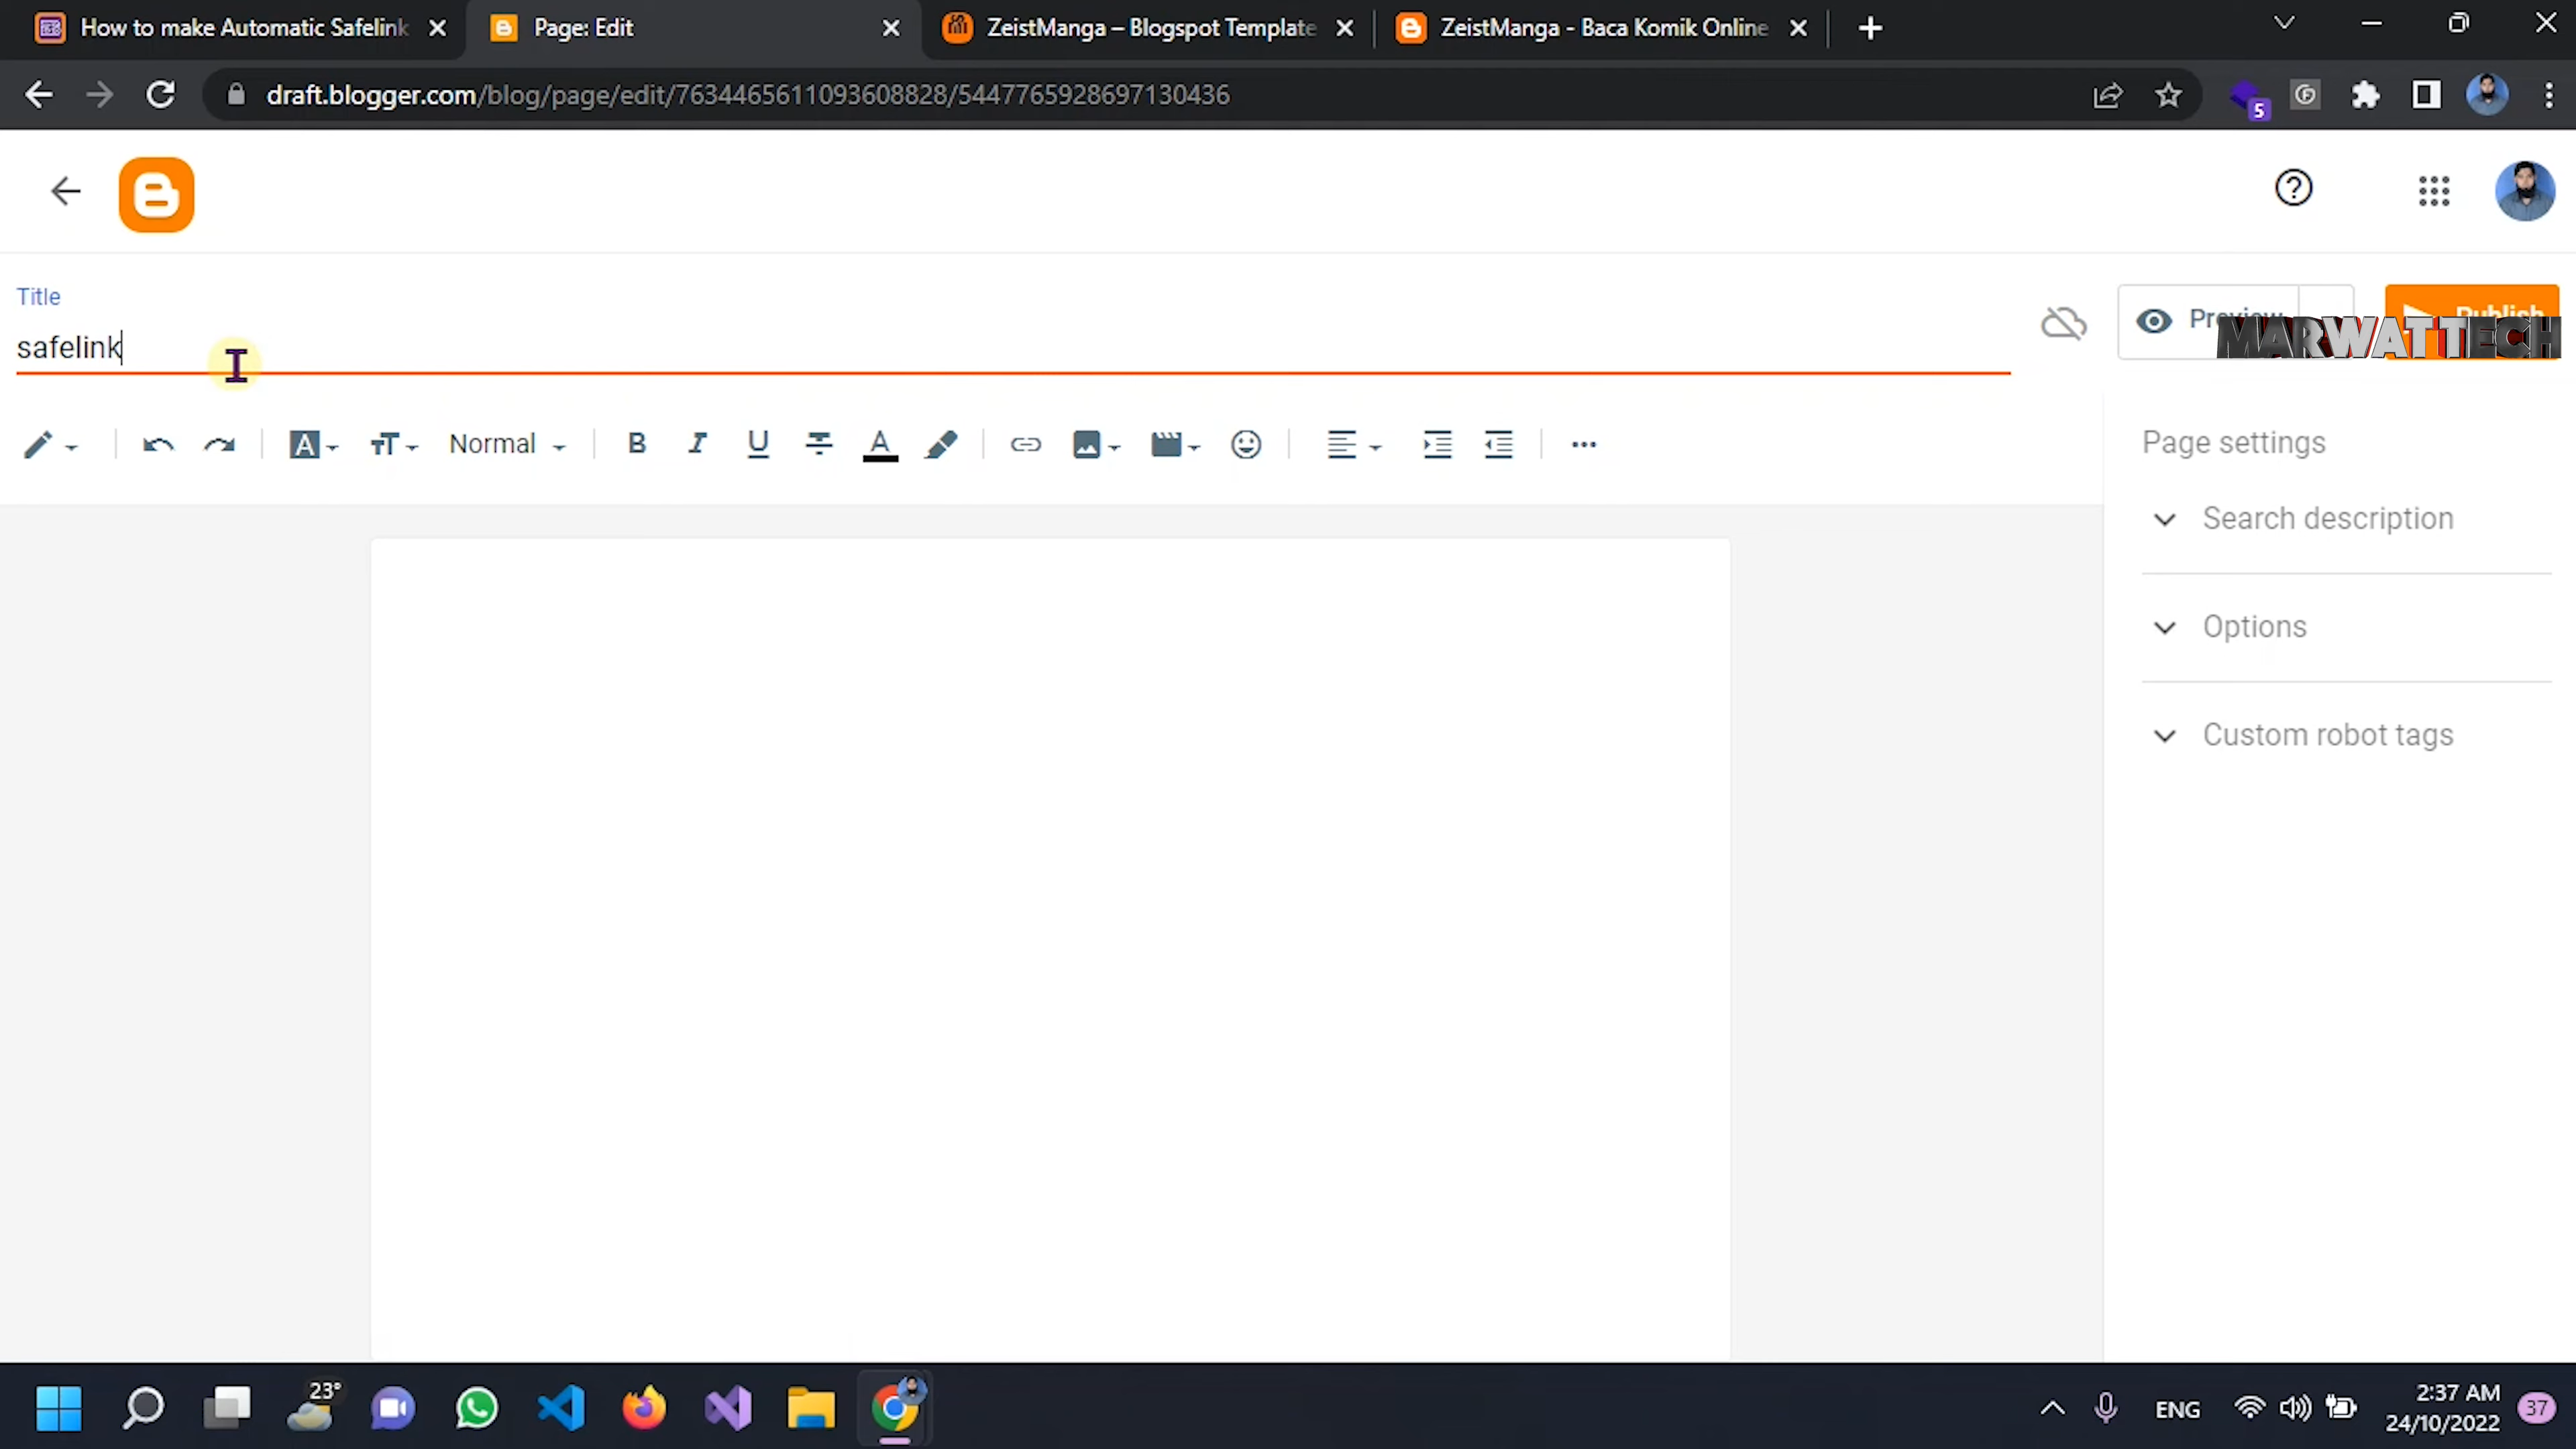 How to make Automatic Safelink
Page: Edit
ZeistManga – Blogspot Template
ZeistManga - Baca Komik Online
draft.blogger.com/blog/page/edit/7634465611093608828/5447765928697130436
5
Title
safelink
Preview
Publish
MARWAT TECH
Normal
Page settings
Search description
Options
Custom robot tags
23°
ENG
2:37 AM
24/10/2022
37